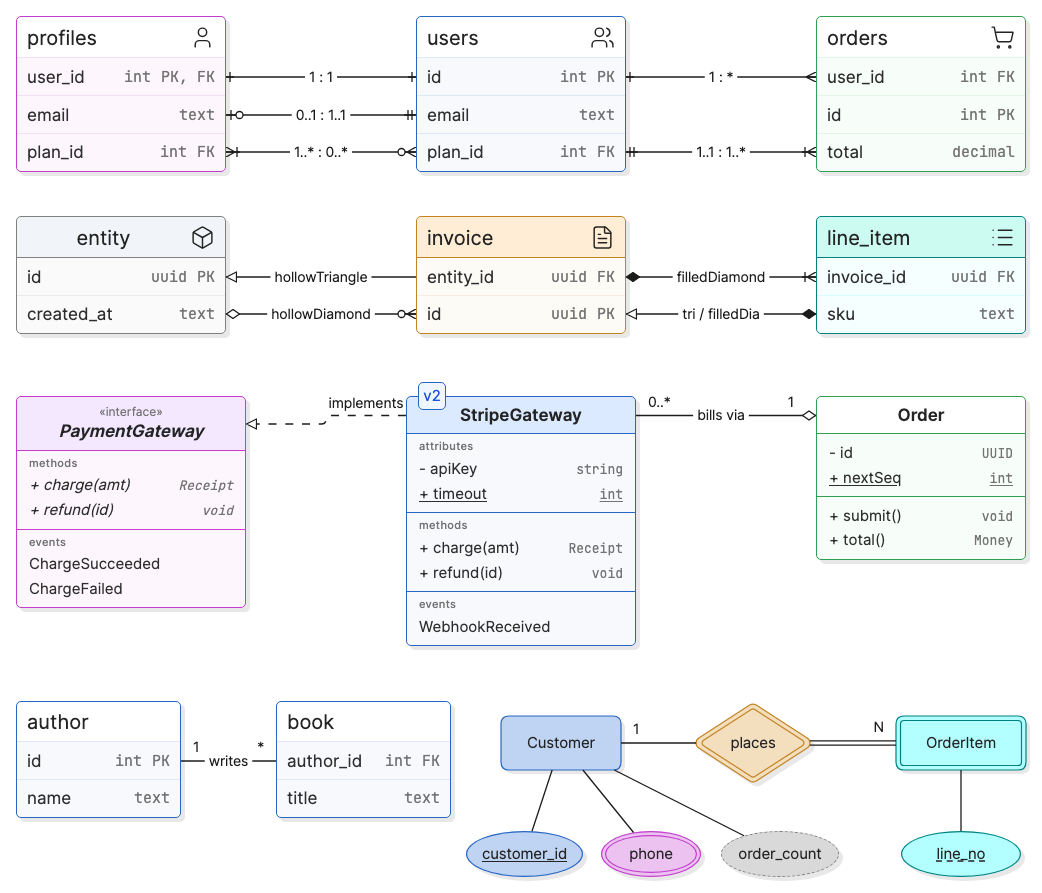 profiles
users
orders
user_id int PK, FK
1 : 1
id int PK
1 : *
user_id int FK
email text
0..1 : 1..1
email text
id int PK
plan_id int FK
1..* : 0..*
plan_id int FK
1..1 : 1..*
total decimal
entity
invoice
line_item
id uuid PK
hollowTriangle
entity_id uuid FK
filledDiamond
invoice_id uuid FK
created_at text
hollowDiamond
id uuid PK
tri / filledDia
sku text
«interface»
PaymentGateway
methods
+ charge(amt) Receipt
+ refund(id) void
events
ChargeSucceeded
ChargeFailed
implements
v2
StripeGateway
attributes
- apiKey string
+ timeout int
methods
+ charge(amt) Receipt
+ refund(id) void
events
WebhookReceived
0..*
bills via
1
Order
- id UUID
+ nextSeq int
+ submit() void
+ total() Money
author
id int PK
name text
1
writes
*
book
author_id int FK
title text
Customer
1
places
N
OrderItem
customer_id
phone
order_count
line_no